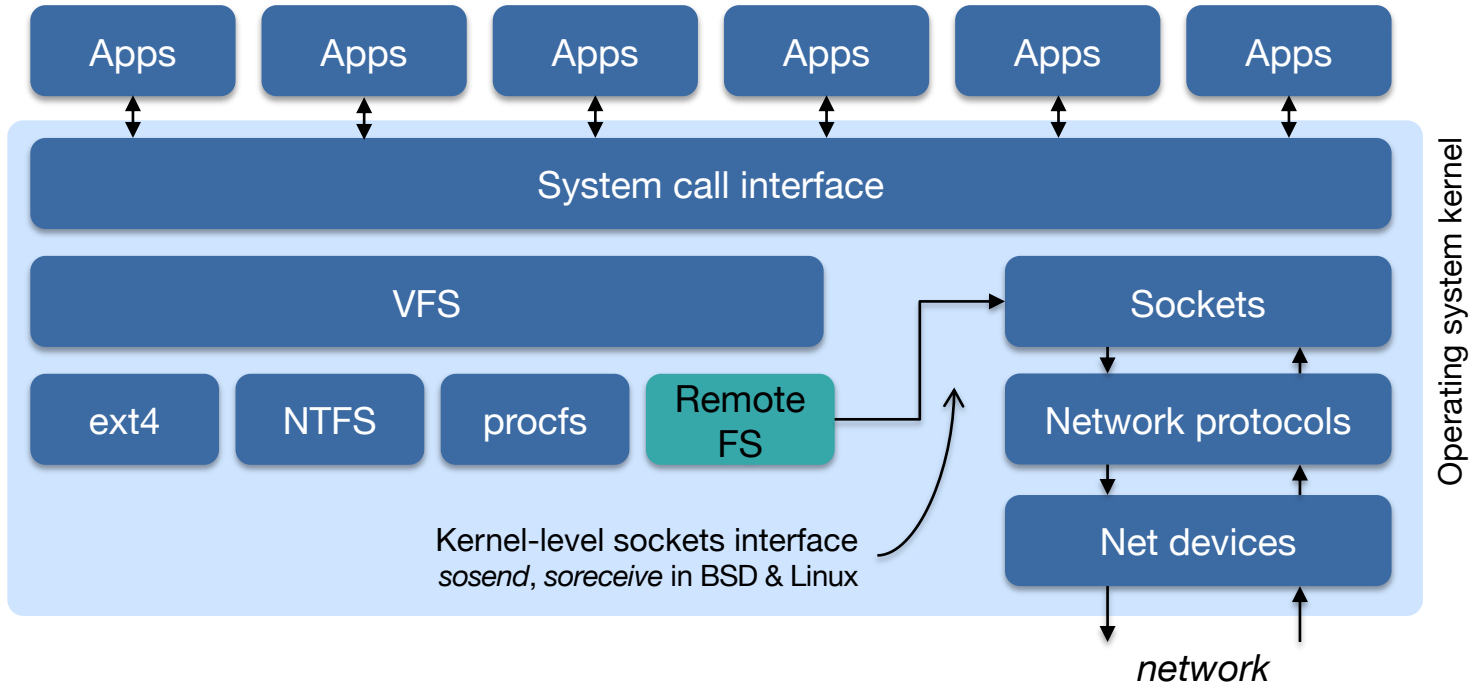 Apps
Apps
Apps
Apps
Apps
Apps
System call interface
VFS
Sockets
ext4
NTFS
procfs
Remote
FS
Network protocols
Kernel-level sockets interface
sosend, soreceive in BSD & Linux
Net devices
network
Operating system kernel